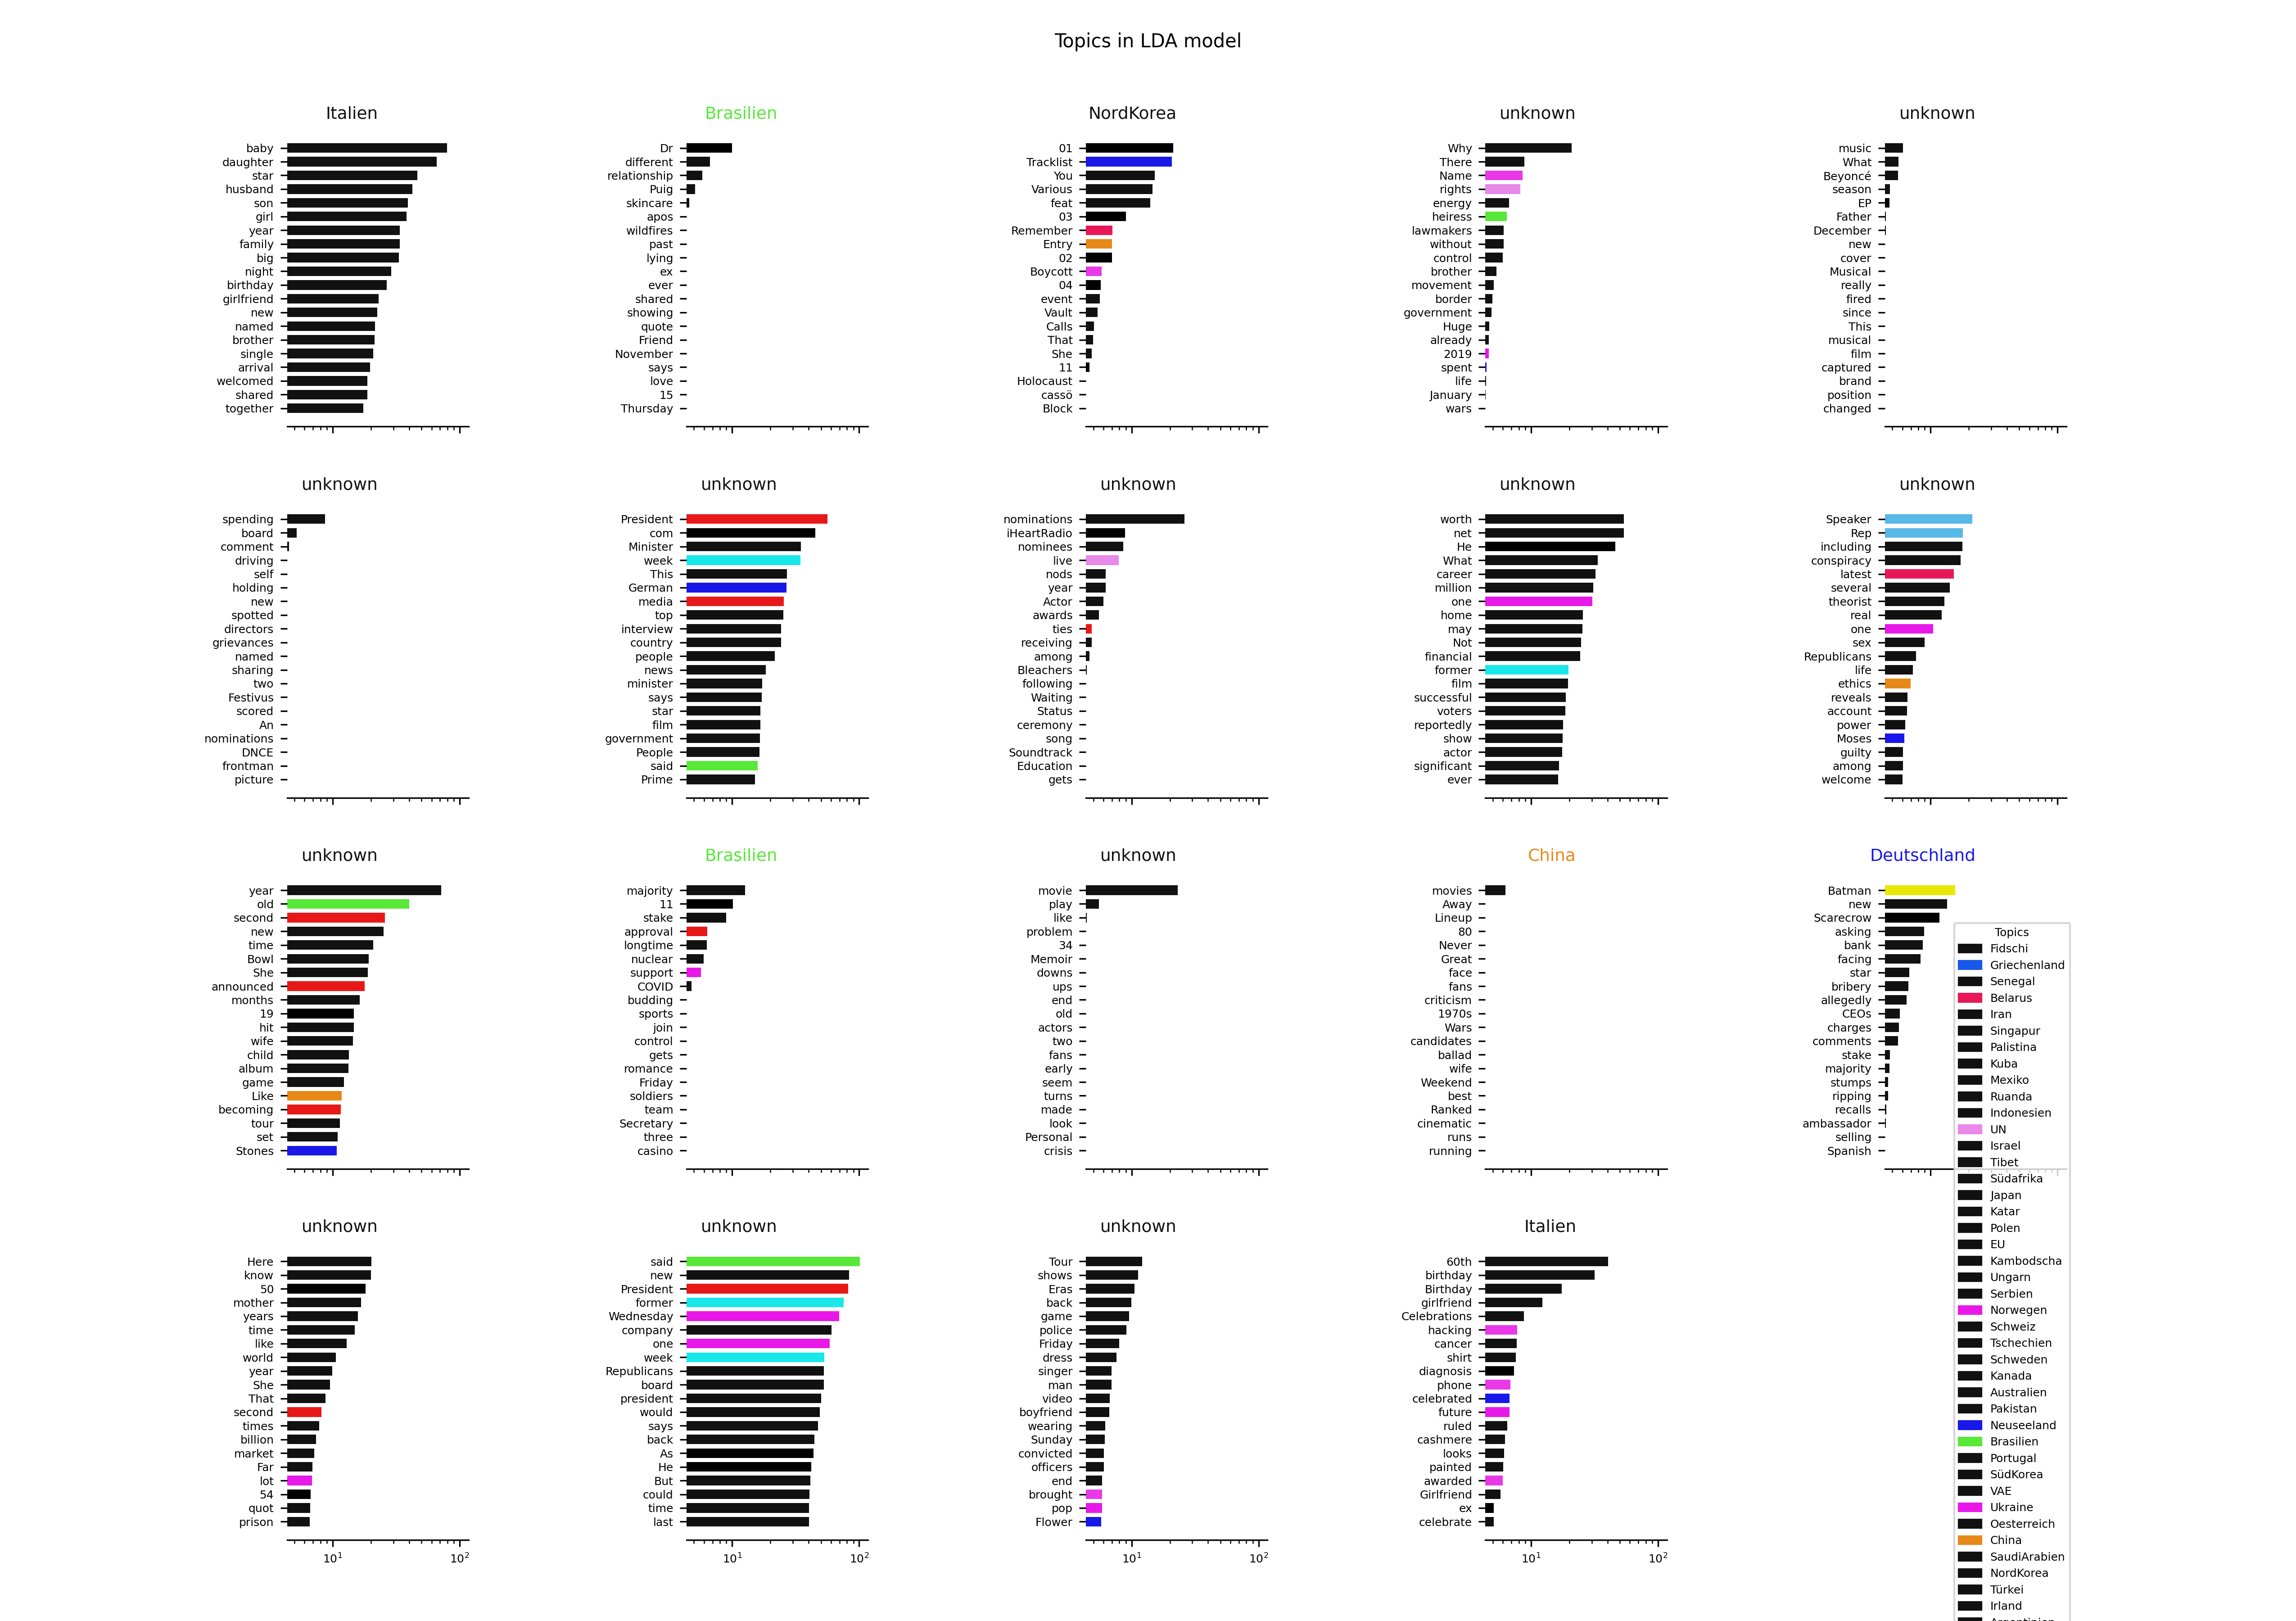 Topics in LDA model
Italien
baby
daughter
star
husband
son
girl
year
family
big
night
birthday
girlfriend
new
named
brother
single
arrival
welcomed
shared
together
Brasilien
Dr
different
relationship
Puig
skincare
apos
wildfires
past
lying
ex
ever
shared
showing
quote
Friend
November
says
love
15
Thursday
NordKorea
01
Tracklist
You
Various
feat
03
Remember
Entry
02
Boycott
04
event
Vault
Calls
That
She
11
Holocaust
cassö
Block
unknown
Why
There
Name
rights
energy
heiress
lawmakers
without
control
brother
movement
border
government
Huge
already
2019
spent
life
January
wars
unknown
music
What
Beyoncé
season
EP
Father
December
new
cover
Musical
really
fired
since
This
musical
film
captured
brand
position
changed
unknown
spending
board
comment
driving
self
holding
new
spotted
directors
grievances
named
sharing
two
Festivus
scored
An
nominations
DNCE
frontman
picture
unknown
President
com
Minister
week
This
German
media
top
interview
country
people
news
minister
says
star
film
government
People
said
Prime
unknown
nominations
iHeartRadio
nominees
live
nods
year
Actor
awards
ties
receiving
among
Bleachers
following
Waiting
Status
ceremony
song
Soundtrack
Education
gets
unknown
worth
net
He
What
career
million
one
home
may
Not
financial
former
film
successful
voters
reportedly
show
actor
significant
ever
unknown
Speaker
Rep
including
conspiracy
latest
several
theorist
real
one
sex
Republicans
life
ethics
reveals
account
power
Moses
guilty
among
welcome
unknown
year
old
second
new
time
Bowl
She
announced
months
19
hit
wife
child
album
game
Like
becoming
tour
set
Stones
Brasilien
majority
11
stake
approval
longtime
nuclear
support
COVID
budding
sports
join
control
gets
romance
Friday
soldiers
team
Secretary
three
casino
unknown
movie
play
like
problem
34
Memoir
downs
ups
end
old
actors
two
fans
early
seem
turns
made
look
Personal
crisis
China
movies
Away
Lineup
80
Never
Great
face
fans
criticism
1970s
Wars
candidates
ballad
wife
Weekend
best
Ranked
cinematic
runs
running
Deutschland
Batman
new
Scarecrow
asking
bank
facing
star
bribery
allegedly
CEOs
charges
comments
stake
majority
stumps
ripping
recalls
ambassador
selling
Spanish
unknown
Here
know
50
mother
years
time
like
world
year
She
That
second
times
billion
market
Far
lot
54
quot
prison
10¹ 10²
unknown
said
new
President
former
Wednesday
company
one
week
Republicans
board
president
would
says
back
As
He
But
could
time
last
10¹ 10²
unknown
Tour
shows
Eras
back
game
police
Friday
dress
singer
man
video
boyfriend
wearing
Sunday
convicted
officers
end
brought
pop
Flower
10¹ 10²
Italien
60th
birthday
Birthday
girlfriend
Celebrations
hacking
cancer
shirt
diagnosis
phone
celebrated
future
ruled
cashmere
looks
painted
awarded
Girlfriend
ex
celebrate
10¹ 10²
Topics
Fidschi
Griechenland
Senegal
Belarus
Iran
Singapur
Palistina
Kuba
Mexiko
Ruanda
Indonesien
UN
Israel
Tibet
Südafrika
Japan
Katar
Polen
EU
Kambodscha
Ungarn
Serbien
Norwegen
Schweiz
Tschechien
Schweden
Kanada
Australien
Pakistan
Neuseeland
Brasilien
Portugal
SüdKorea
VAE
Ukraine
Oesterreich
China
SaudiArabien
NordKorea
Türkei
Irland